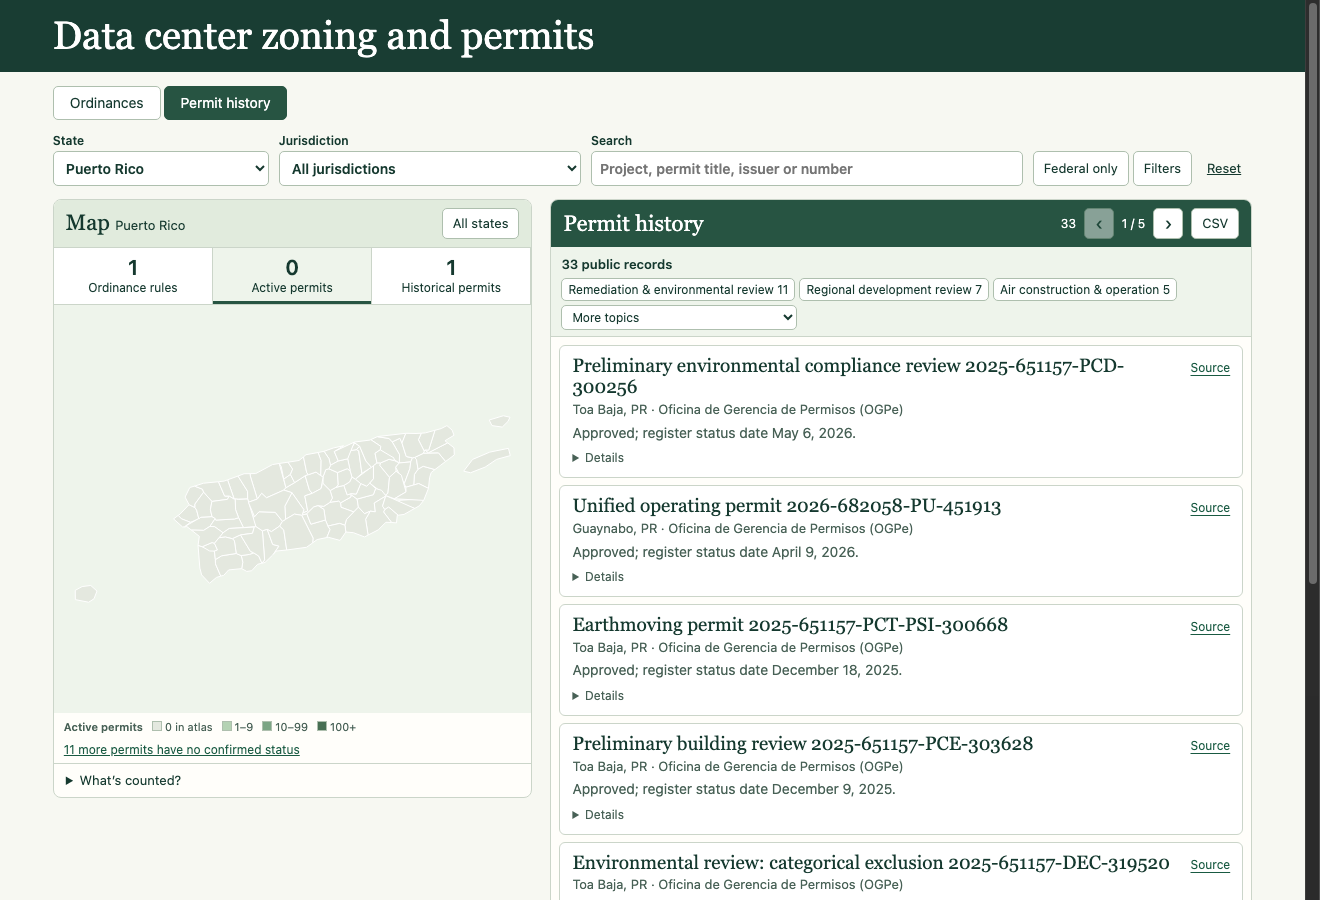 Data center zoning and permits
Ordinances
Permit history
State
Jurisdiction
Search
Puerto Rico
All jurisdictions
Project, permit title, issuer or number
Federal only
Filters
Reset
Map Puerto Rico
All states
1
Ordinance rules
0
Active permits
1
Historical permits
Active permits
0 in atlas
1–9
10–99
100+
11 more permits have no confirmed status
▶ What's counted?
Permit history
33
‹
1 / 5
›
CSV
33 public records
Remediation & environmental review 11
Regional development review 7
Air construction & operation 5
More topics
Preliminary environmental compliance review 2025-651157-PCD-
300256
Source
Toa Baja, PR · Oficina de Gerencia de Permisos (OGPe)
Approved; register status date May 6, 2026.
▶ Details
Unified operating permit 2026-682058-PU-451913
Source
Guaynabo, PR · Oficina de Gerencia de Permisos (OGPe)
Approved; register status date April 9, 2026.
▶ Details
Earthmoving permit 2025-651157-PCT-PSI-300668
Source
Toa Baja, PR · Oficina de Gerencia de Permisos (OGPe)
Approved; register status date December 18, 2025.
▶ Details
Preliminary building review 2025-651157-PCE-303628
Source
Toa Baja, PR · Oficina de Gerencia de Permisos (OGPe)
Approved; register status date December 9, 2025.
▶ Details
Environmental review: categorical exclusion 2025-651157-DEC-319520
Source
Toa Baja, PR · Oficina de Gerencia de Permisos (OGPe)